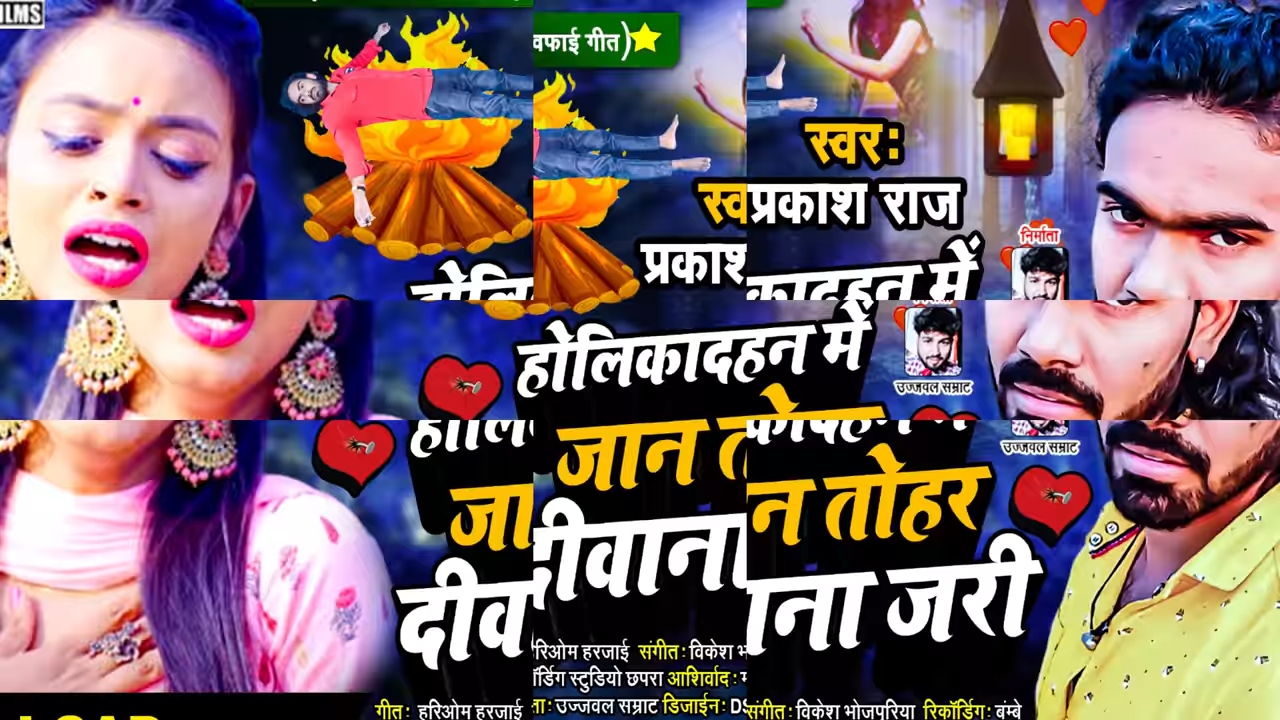 ILMS
वफाई गीत)
स्वर:
प्रकाश राज
स्व
प्रकाश
निर्माता
उज्जवल सम्राट
होलिकादहन में
जान त
न तोहर
उज्जवल सम्राट
जा
दीव
ीवाना
ाना जरी
रिओम हरजाई संगीत: विकेश भ
र्डिंग स्टुडियो छपरा आशिर्वाद: म
ता: उज्जवल सम्राट डिजाईन: DS
गीत: हरिओम हरजाई
संगीत: विकेश भोजपुरिया रिकॉर्डिंग: बंम्बे